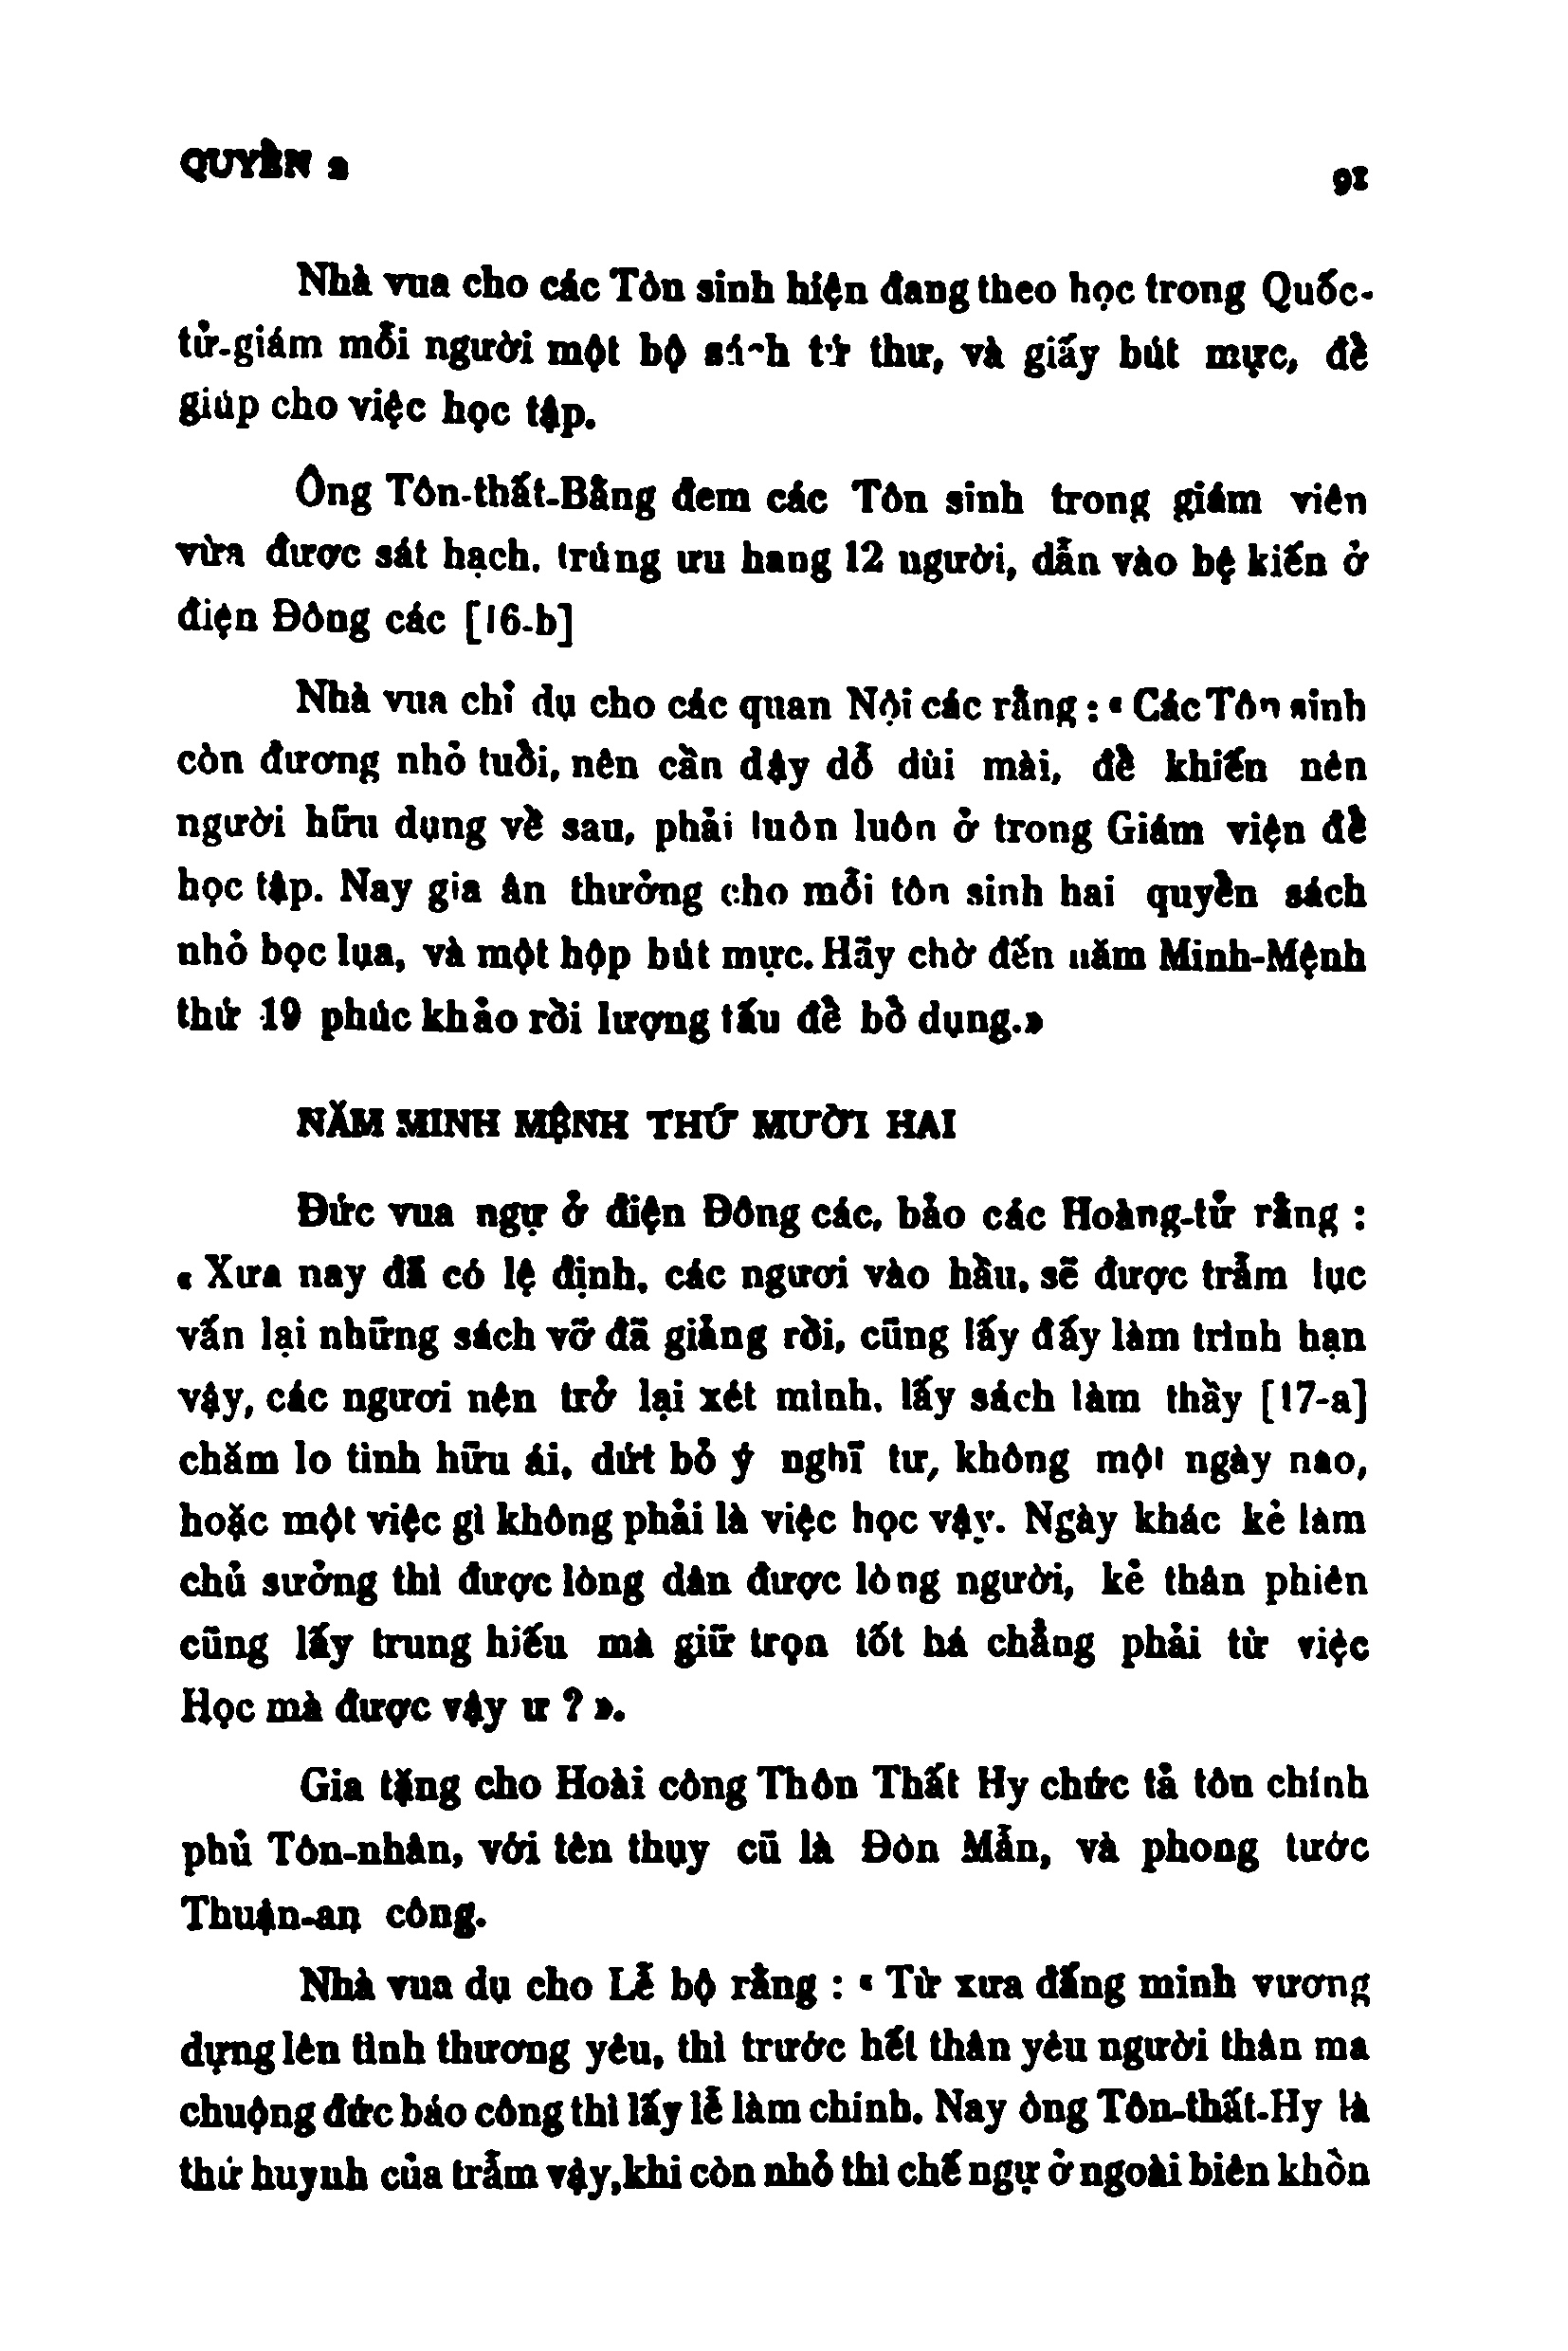 QUYỂN 2
91
Nhà vua cho các Tôn sinh hiện đang theo học trong Quốc-
tử-giám mỗi người một bộ sách tứ thư, và giấy bút mực, để
giúp cho việc học tập.
Ông Tôn-thất-Bằng đem các Tôn sinh trong giám viên
vừa được sát hạch, trúng ưu hang 12 người, dẫn vào bệ kiến ở
điện Đông các [16-b]
Nhà vua chỉ dụ cho các quan Nội các rằng : « Các Tôn sinh
còn đương nhỏ tuổi, nên cần dậy dỗ dùi mài, để khiến nên
người hữu dụng về sau, phải luôn luôn ở trong Giám viện để
học tập. Nay gia ân thưởng cho mỗi tôn sinh hai quyển sách
nhỏ bọc lụa, và một hộp bút mực. Hãy chờ đến năm Minh-Mệnh
thứ 19 phúc khảo rồi lượng tấu để bổ dụng.»
NĂM MINH MỆNH THỨ MƯỜI HAI
Đức vua ngự ở điện Đông các, bảo các Hoàng-tử rằng :
« Xưa nay đã có lệ định, các ngươi vào hầu, sẽ được trẫm lục
vấn lại những sách vở đã giảng rồi, cũng lấy đấy làm trình hạn
vậy, các ngươi nên trở lại xét mình, lấy sách làm thầy [17-a]
chăm lo tình hữu ái, dứt bỏ ý nghĩ tư, không một ngày nao,
hoặc một việc gì không phải là việc học vậy. Ngày khác kẻ làm
chủ sưởng thì được lòng dân được lòng người, kẻ thân phiên
cũng lấy trung hiếu mà giữ trọn tốt há chẳng phải từ việc
Học mà được vậy ư ? ».
Gia tặng cho Hoài công Thôn Thất Hy chức tả tôn chính
phủ Tôn-nhân, với tên thụy cũ là Đôn Mẫn, và phong tước
Thuận-an công.
Nhà vua dụ cho Lễ bộ rằng : « Từ xưa đấng minh vương
dựng lên tình thương yêu, thì trước hết thân yêu người thân ma
chuộng đức báo công thì lấy lễ làm chinh. Nay ông Tôn-thất-Hy là
thứ huynh của trẫm vậy,khi còn nhỏ thì chế ngự ở ngoài biên khổn